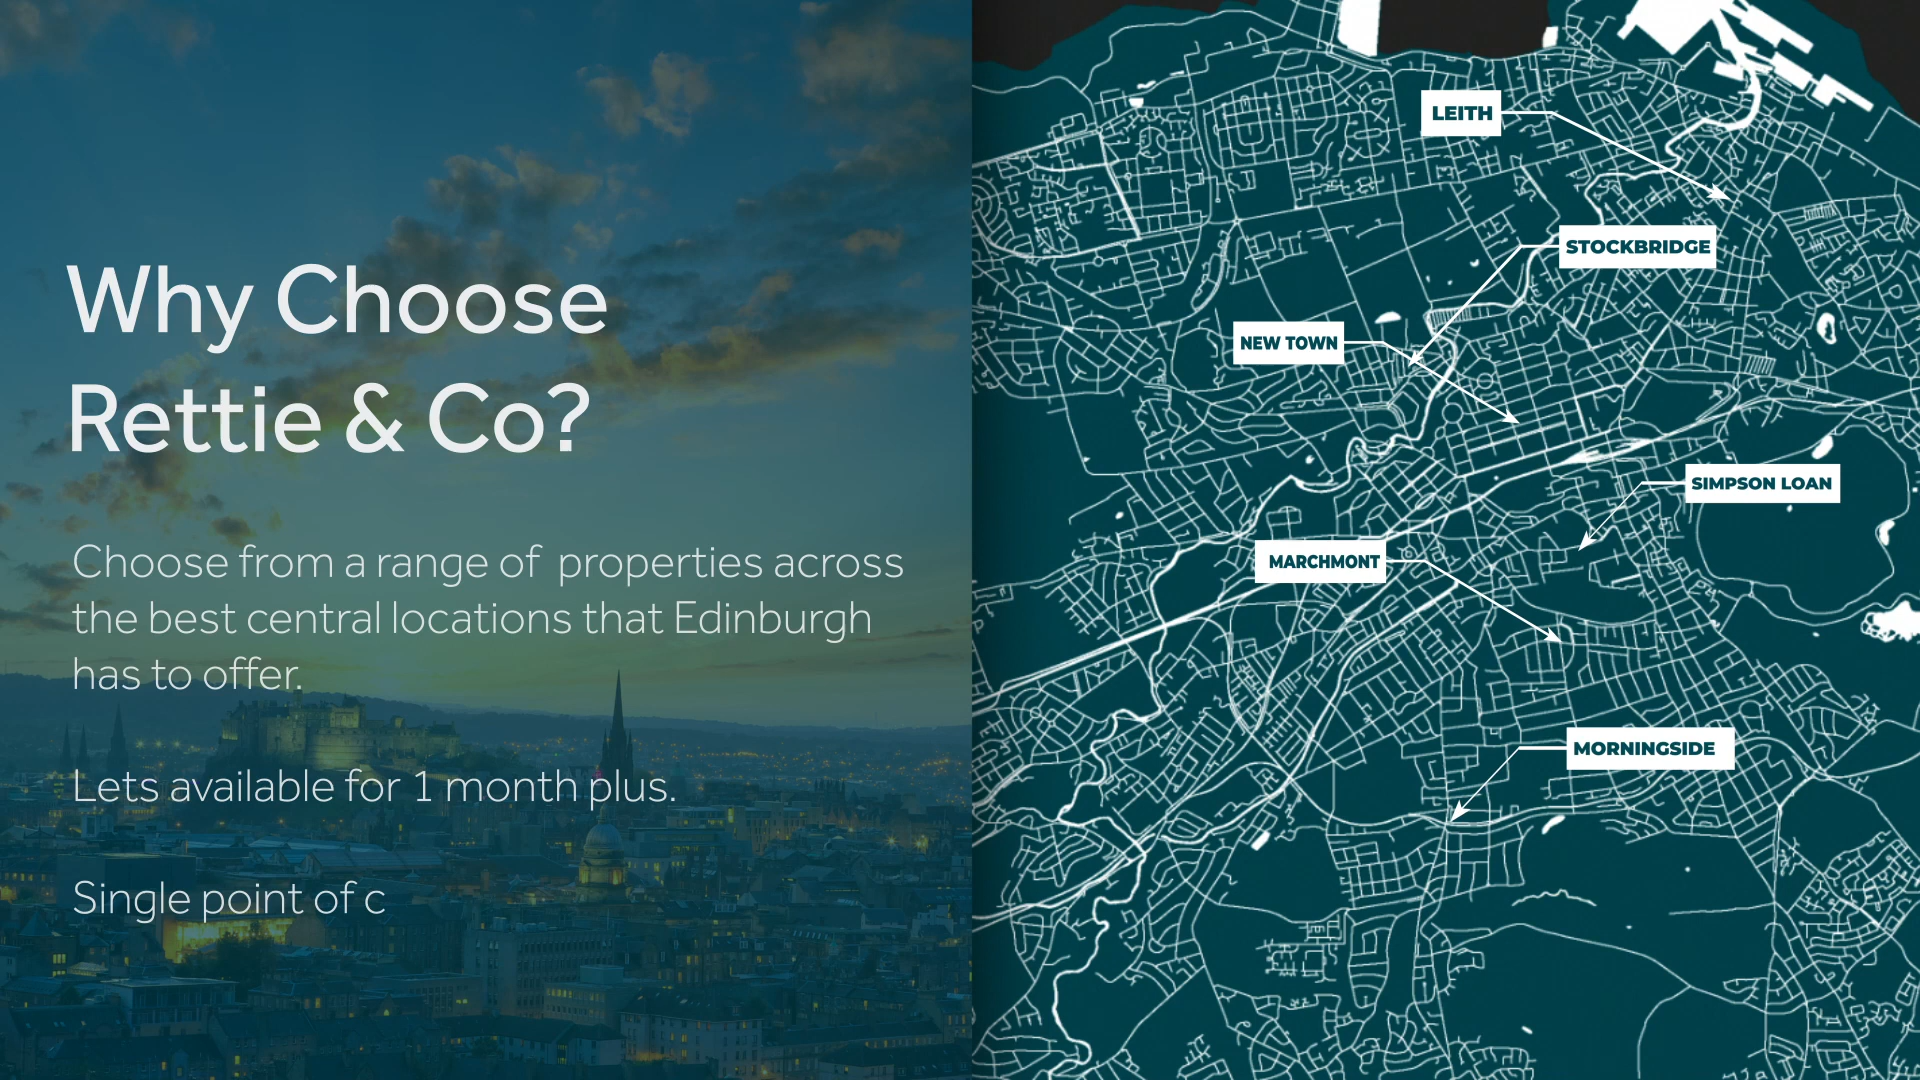 Why Choose
Rettie & Co?
Choose from a range of  properties across
the best central locations that Edinburgh
has to offer.
Lets available for 1 month plus.
Single point of c
LEITH
STOCKBRIDGE
NEW TOWN
SIMPSON LOAN
MARCHMONT
MORNINGSIDE